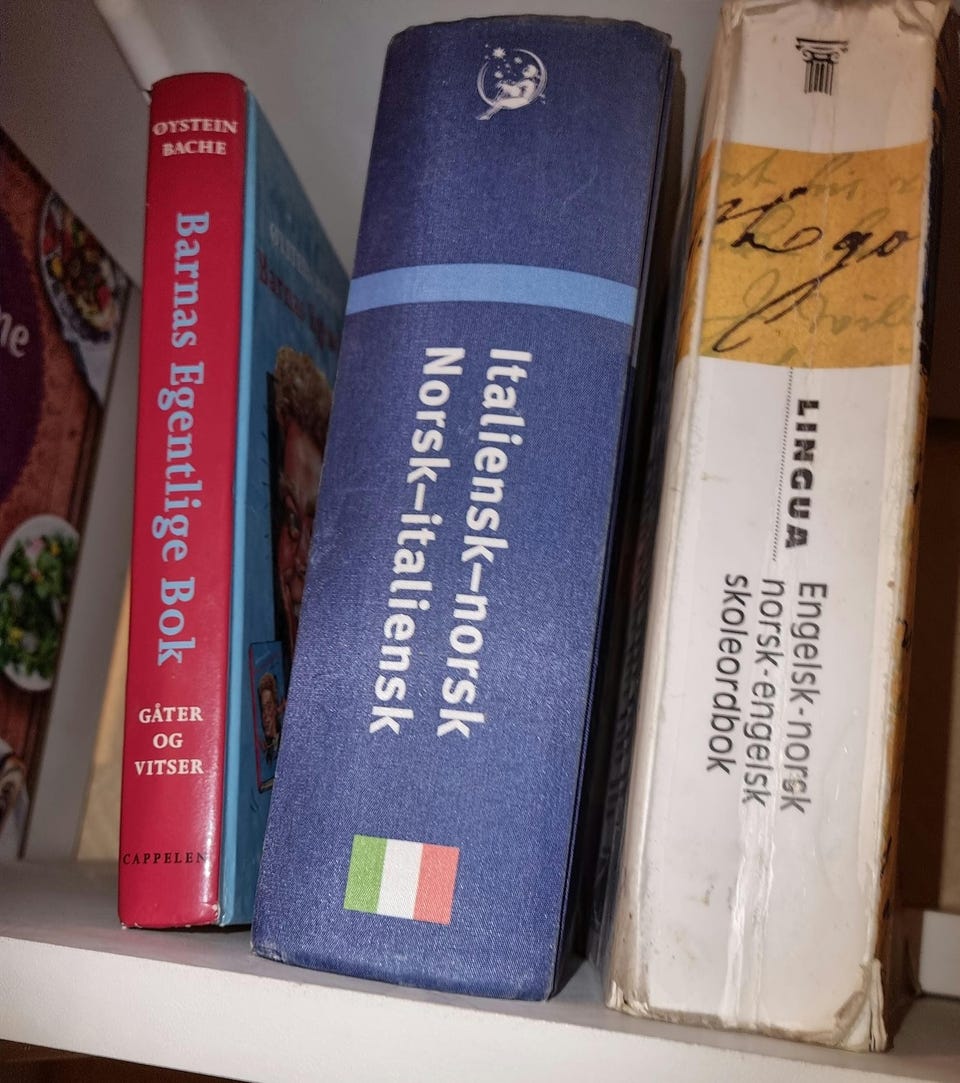 ØYSTEIN
BACHE
Barnas Egentlige Bok
GÅTER
OG
VITSER
CAPPELEN
Italiensk–norsk
Norsk–italiensk
LINGUA
Engelsk-norsk
norsk-engelsk
skoleordbok